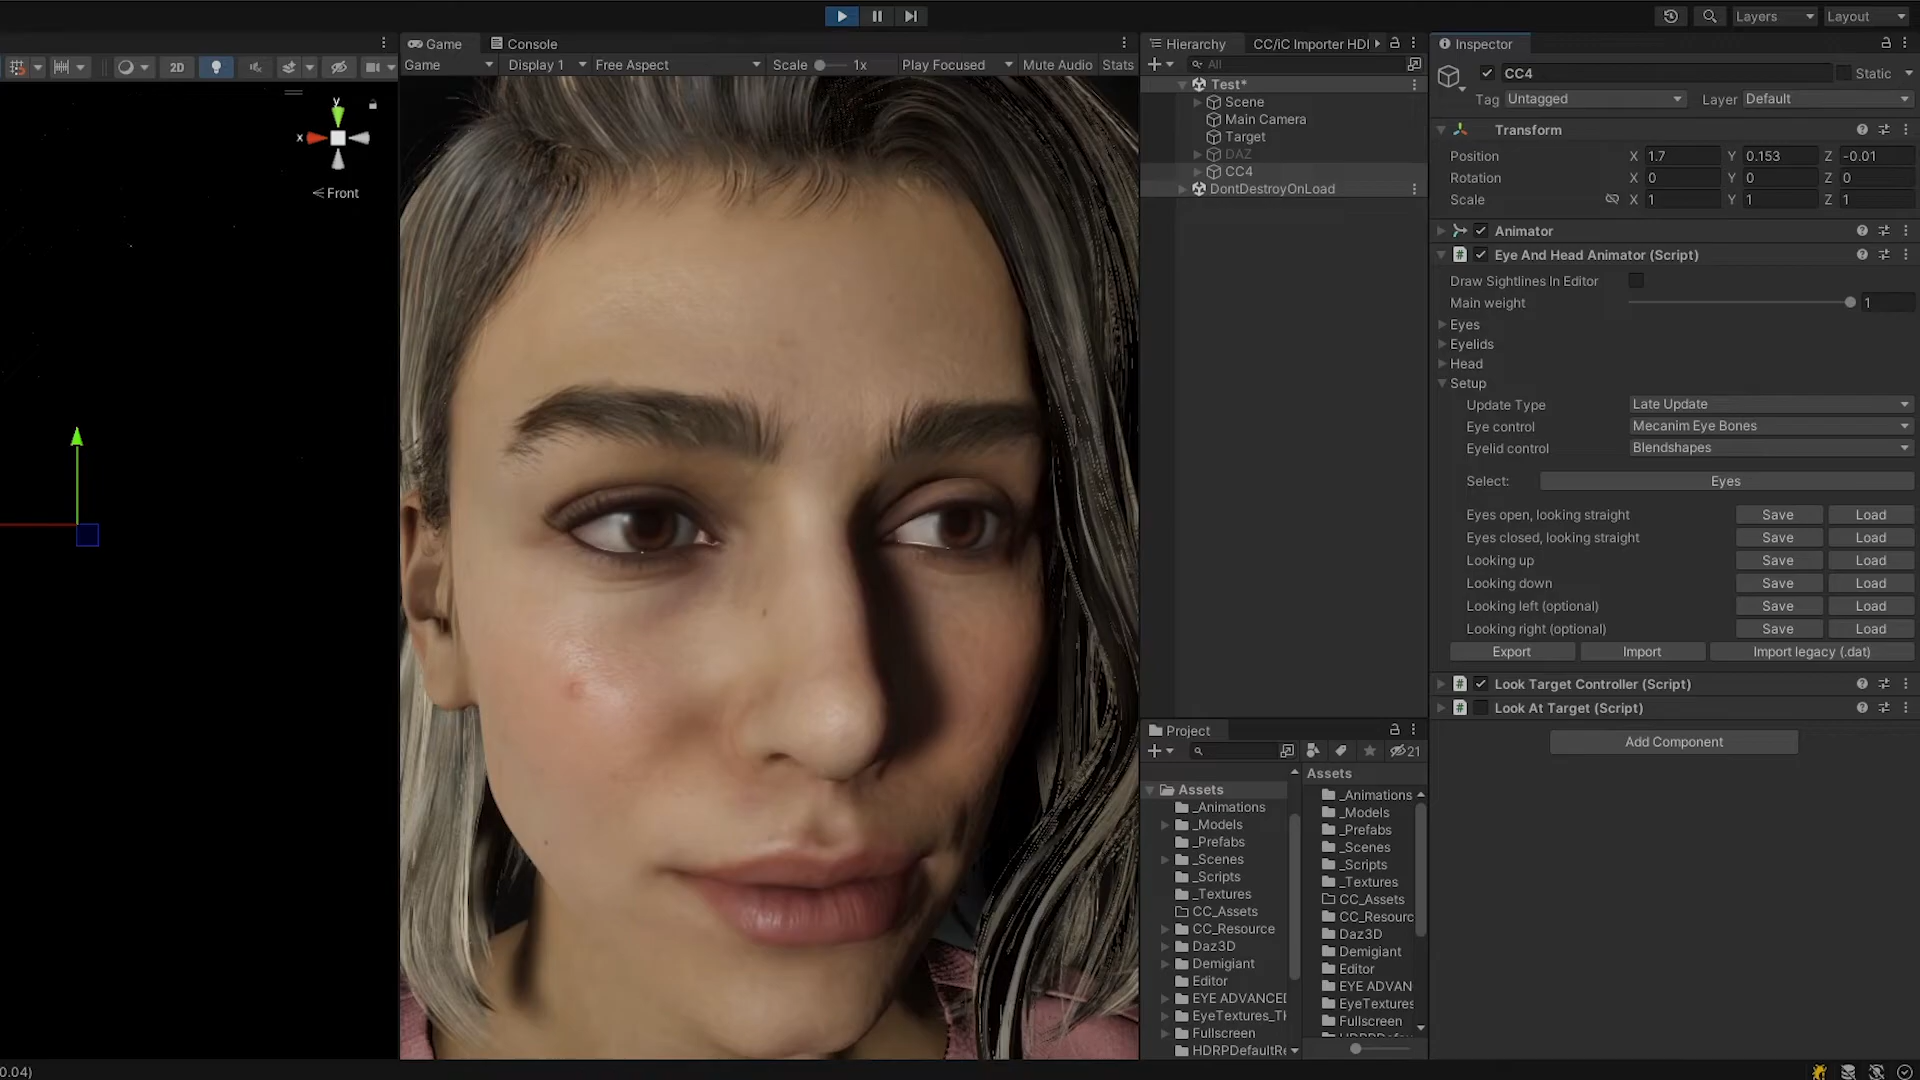 Layers
Layout
Game
Console
Hierarchy
CC/iC Importer HDI
Inspector
2D
Game
Display 1
Free Aspect
Scale
1x
Play Focused
Mute Audio
Stats
All
CC4
Static
Test*
Tag
Untagged
Layer
Default
y
x
Front
Scene
Main Camera
Target
DAZ
CC4
DontDestroyOnLoad
Transform
Position
X
1.7
Y
0.153
Z
-0.01
Rotation
X
0
Y
0
Z
0
Scale
X
1
Y
1
Z
1
Animator
Eye And Head Animator (Script)
Draw Sightlines In Editor
Main weight
1
Eyes
Eyelids
Head
Setup
Update Type
Late Update
Eye control
Mecanim Eye Bones
Eyelid control
Blendshapes
Select:
Eyes
Eyes open, looking straight
Save
Load
Eyes closed, looking straight
Save
Load
Looking up
Save
Load
Looking down
Save
Load
Looking left (optional)
Save
Load
Looking right (optional)
Save
Load
Export
Import
Import legacy (.dat)
Look Target Controller (Script)
Look At Target (Script)
Add Component
Project
21
Assets
_Animations
_Models
_Prefabs
_Scenes
_Scripts
_Textures
CC_Assets
CC_Resource
Daz3D
Demigiant
Editor
EYE ADVANCED
EyeTextures_TI
Fullscreen
HDRPDefaultRe
Assets
_Animations
_Models
_Prefabs
_Scenes
_Scripts
_Textures
CC_Assets
CC_Resourc
Daz3D
Demigiant
Editor
EYE ADVAN
EyeTextures
Fullscreen
0.04)